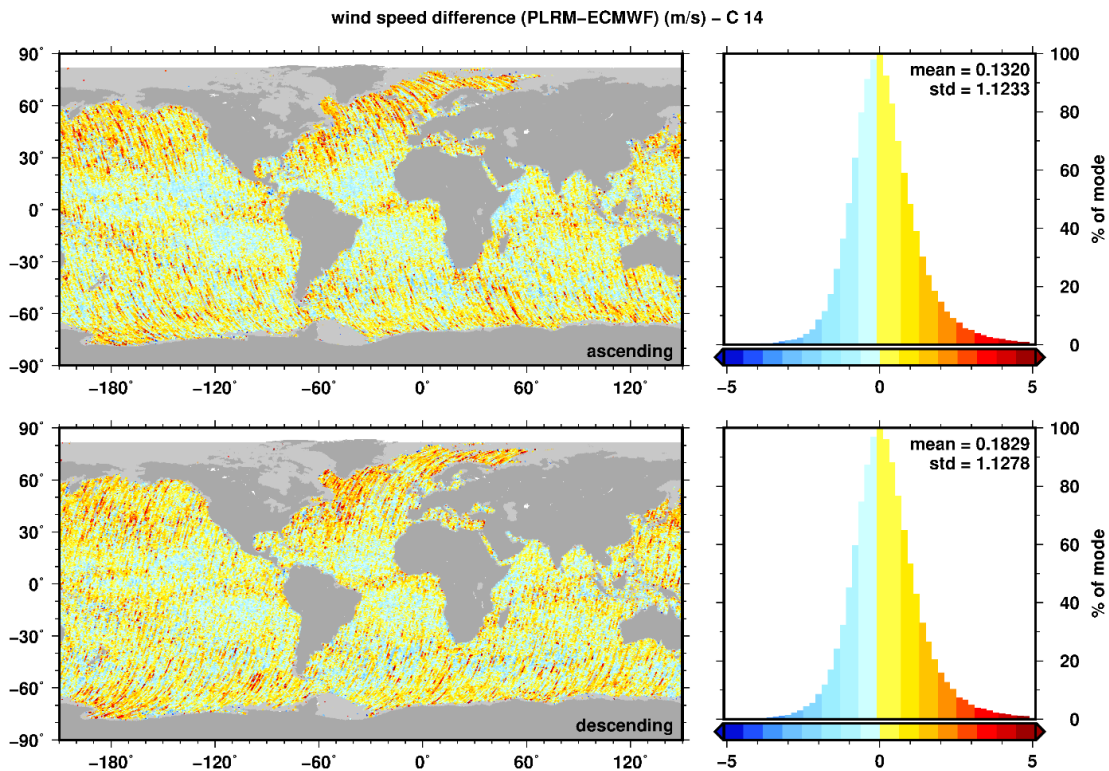 wind speed difference (PLRM−ECMWF) (m/s) − C 14
90˚
60˚
30˚
0˚
−30˚
−60˚
−90˚
−180˚ −120˚ −60˚ 0˚ 60˚ 120˚
ascending
mean = 0.1320
std = 1.1233
100
80
60
40
20
0
% of mode
−5 0 5
90˚
60˚
30˚
0˚
−30˚
−60˚
−90˚
−180˚ −120˚ −60˚ 0˚ 60˚ 120˚
descending
mean = 0.1829
std = 1.1278
100
80
60
40
20
0
% of mode
−5 0 5